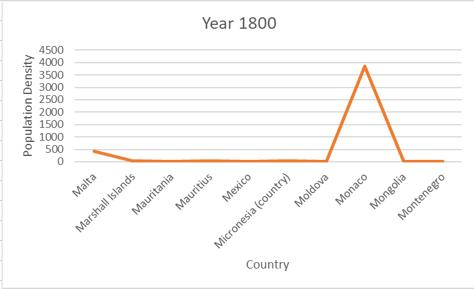 Year 1800
Population Density
4500
4000
3500
3000
2500
2000
1500
1000
500
0
Malta
Marshall Islands
Mauritania
Mauritius
Mexico
Micronesia (country)
Moldova
Monaco
Mongolia
Montenegro
Country